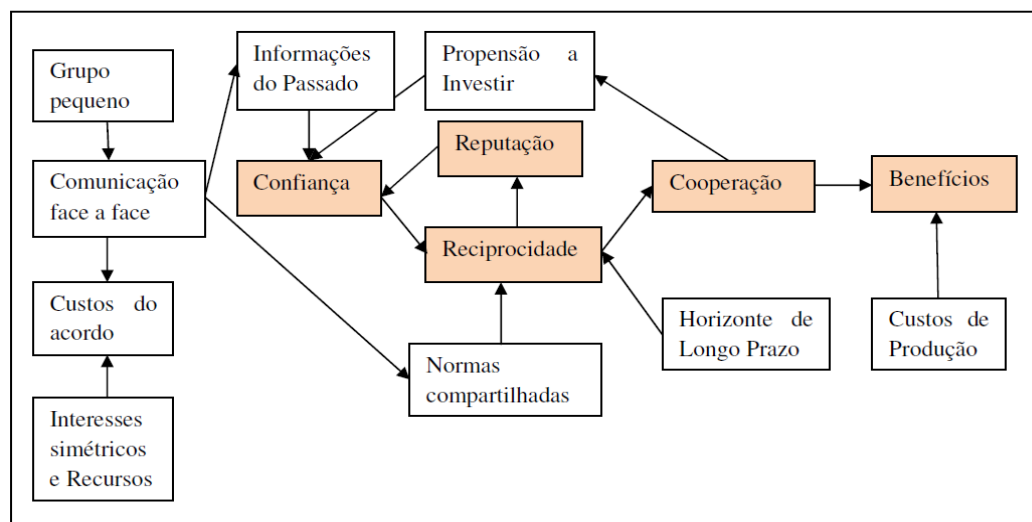 Grupo
pequeno
Informações
do Passado
Propensão a
Investir
Comunicação
face a face
Confiança
Reputação
Reciprocidade
Cooperação
Benefícios
Custos do
acordo
Normas
compartilhadas
Horizonte de
Longo Prazo
Custos de
Produção
Interesses
simétricos
e Recursos